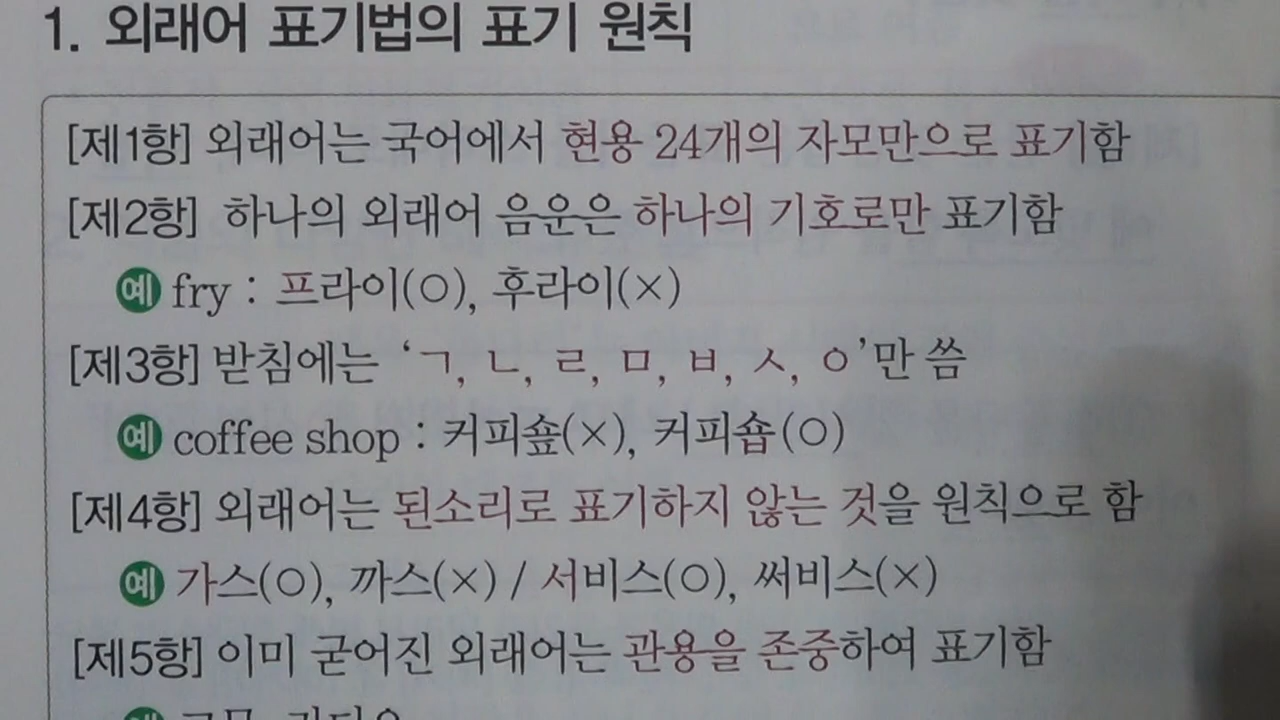 1. 외래어 표기법의 표기 원칙
[제1항] 외래어는 국어에서 현용 24개의 자모만으로 표기함
[제2항] 하나의 외래어 음운은 하나의 기호로만 표기함
예 fry : 프라이(○), 후라이(×)
[제3항] 받침에는 ‘ㄱ, ㄴ, ㄹ, ㅁ, ㅂ, ㅅ, ㅇ’만 씀
예 coffee shop : 커피숖(×), 커피숍(○)
[제4항] 외래어는 된소리로 표기하지 않는 것을 원칙으로 함
예 가스(○), 까스(×) / 서비스(○), 써비스(×)
[제5항] 이미 굳어진 외래어는 관용을 존중하여 표기함